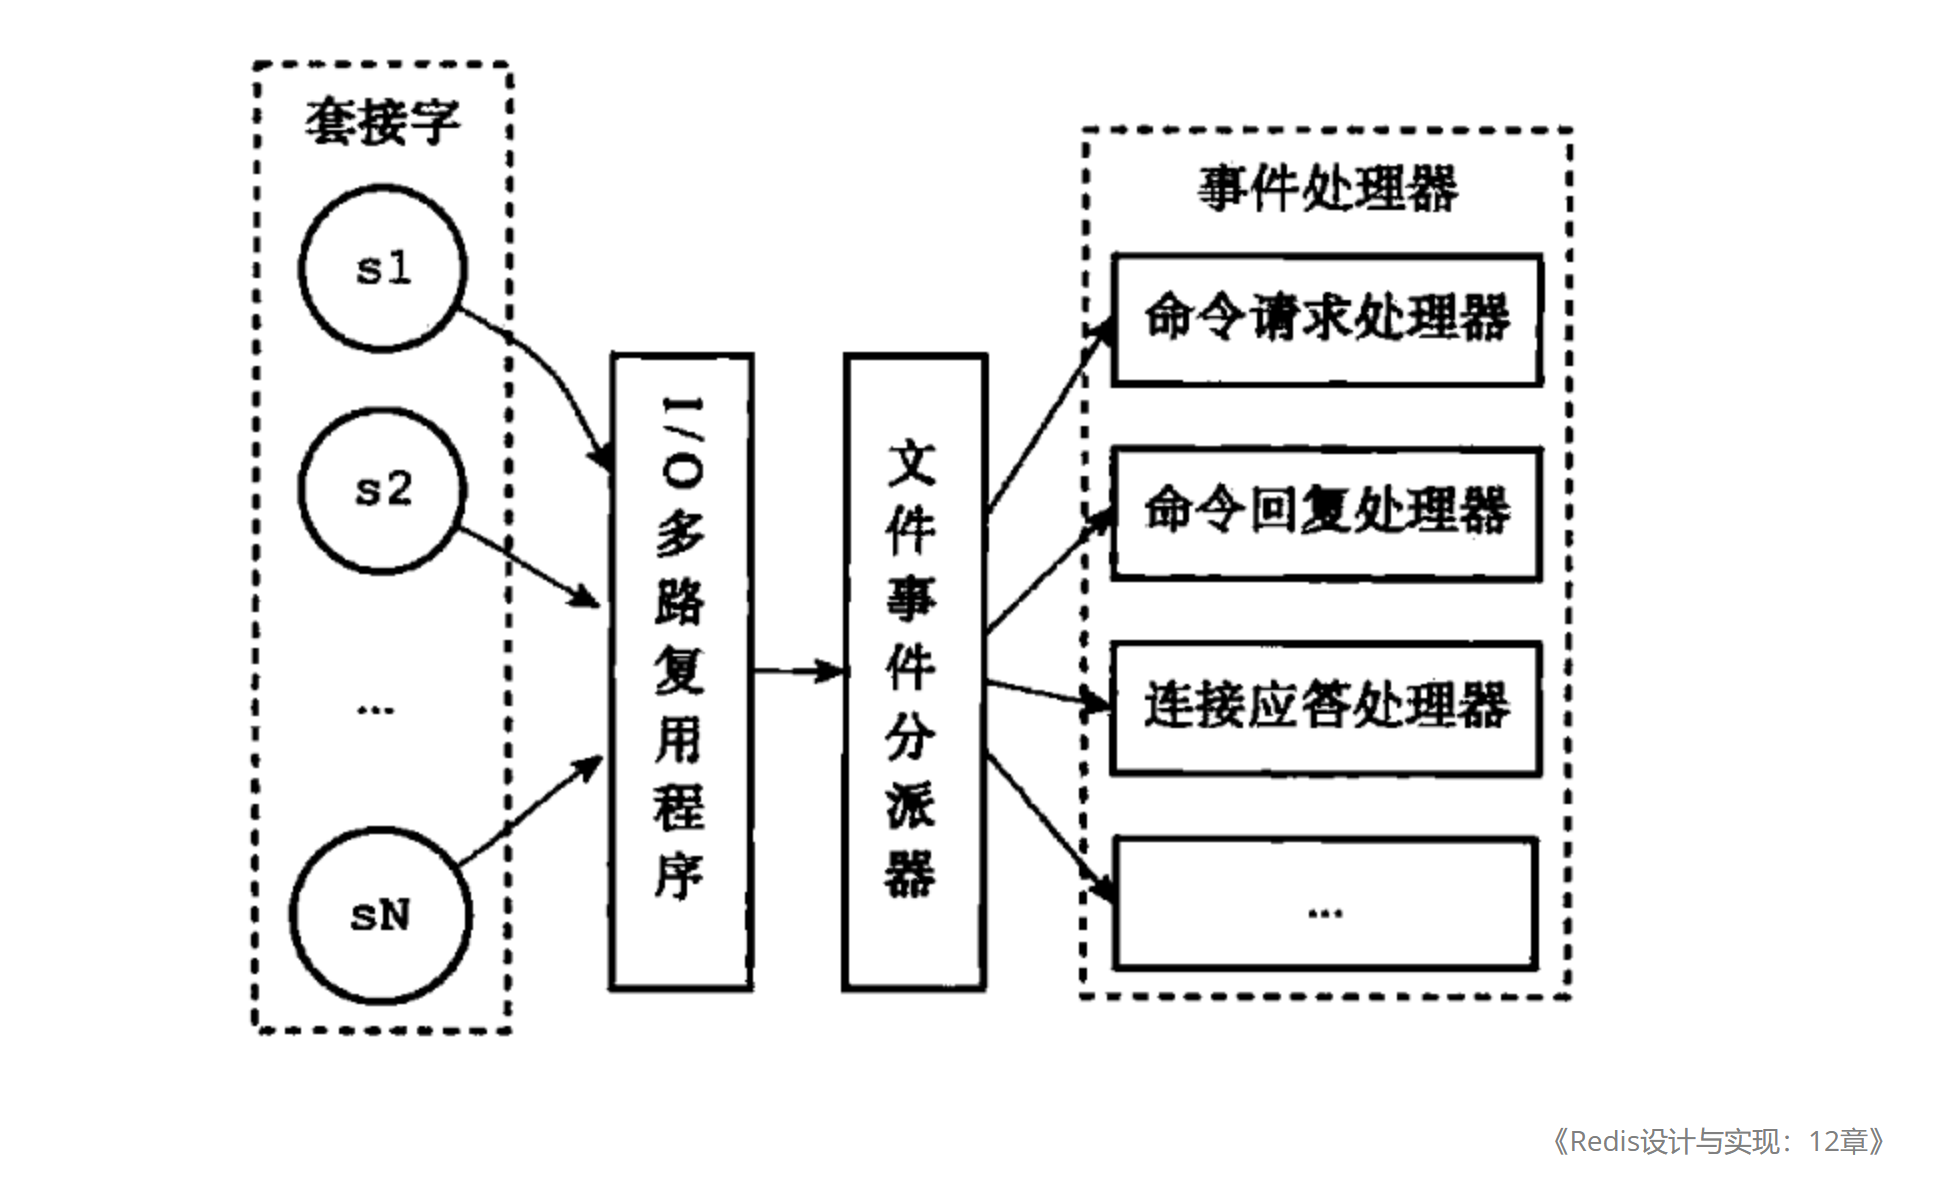 套接字
s1
s2
...
sN
I/O多路复用程序
文件事件分派器
事件处理器
命令请求处理器
命令回复处理器
连接应答处理器
...
《Redis设计与实现：12章》